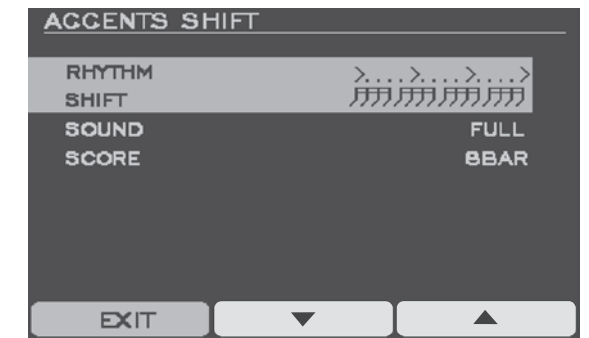 ACCENTS SHIFT
RHYTHM >....>....>....>
SHIFT
SOUND FULL
SCORE 8BAR
EXIT ▼ ▲